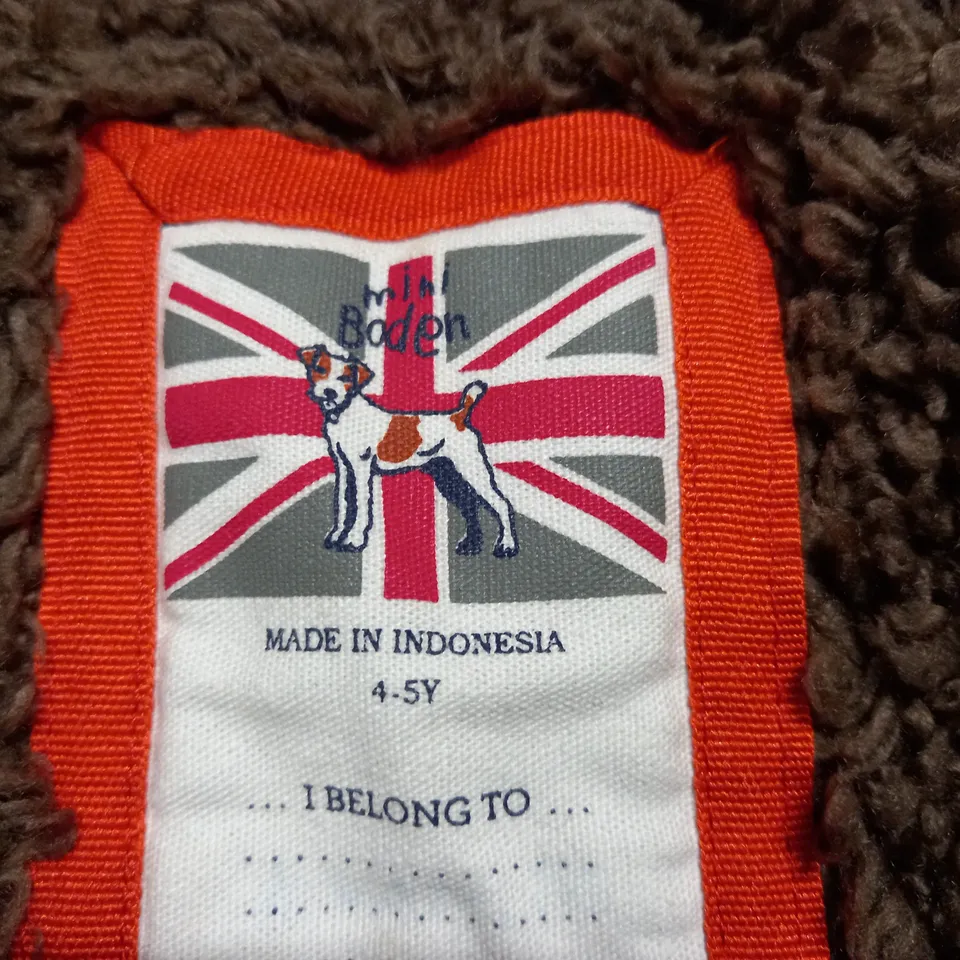 mini
Boden
MADE IN INDONESIA
4-5Y
... I BELONG TO ...